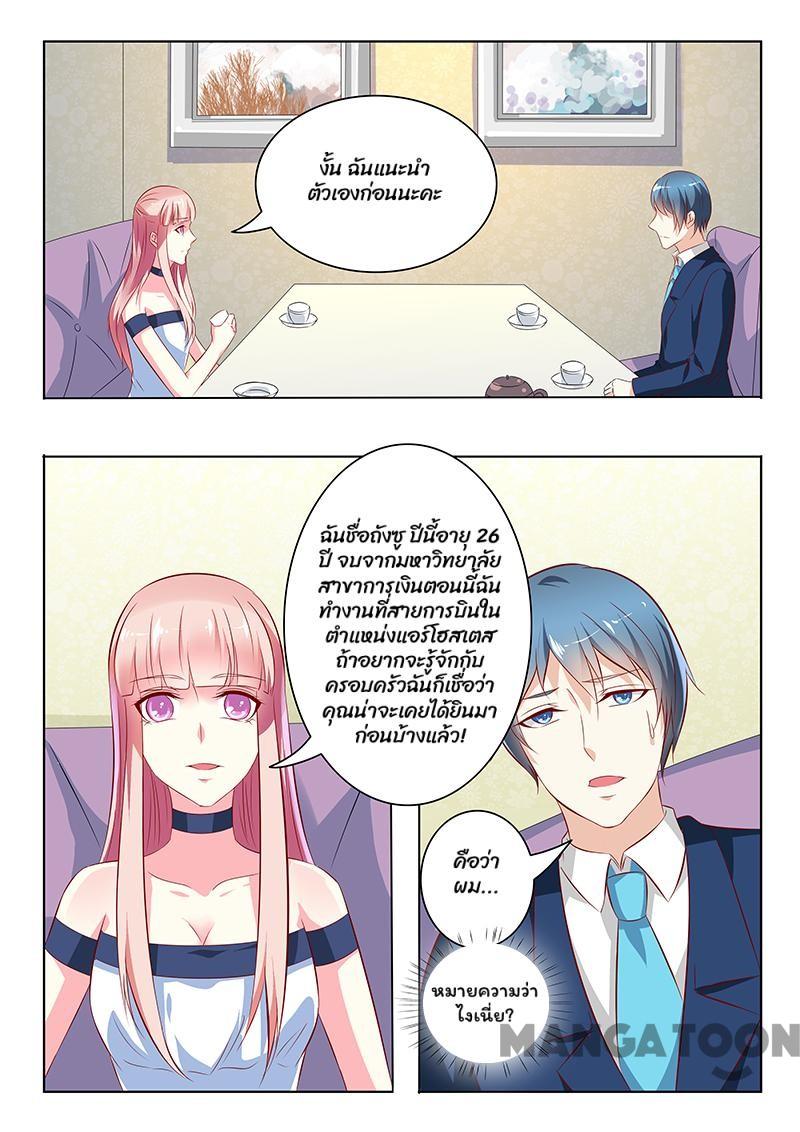 งั้น ฉันแนะนำ
ตัวเองก่อนนะคะ
ฉันชื่อถังซู ปีนี้อายุ 26
ปี จบจากมหาวิทยาลัย
สาขาการเงินตอนนี้ฉัน
ทำงานที่สายการบินใน
ตำแหน่งแอร์โฮสเตส
ถ้าอยากจะรู้จักกับ
ครอบครัวฉันก็เชื่อว่า
คุณน่าจะเคยได้ยินมา
ก่อนบ้างแล้ว!
คือว่า
ผม...
หมายความว่า
ไงเนี่ย?
MANGATOON